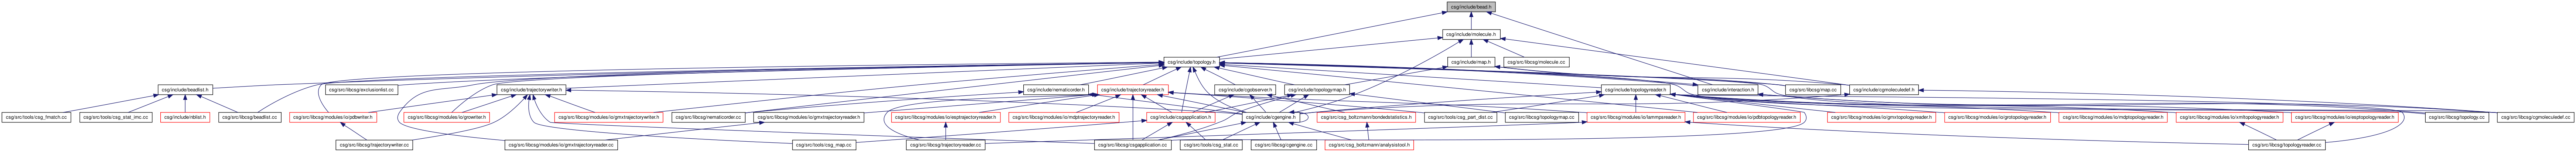 csg/include/bead.h
csg/include/molecule.h
csg/include/topology.h
csg/include/map.h
csg/src/libcsg/molecule.cc
csg/include/beadlist.h
csg/src/libcsg/exclusionlist.cc
csg/include/trajectorywriter.h
csg/include/nematicorder.h
csg/include/trajectoryreader.h
csg/include/cgobserver.h
csg/include/topologymap.h
csg/include/topologyreader.h
csg/include/interaction.h
csg/src/libcsg/map.cc
csg/include/cgmoleculedef.h
csg/src/tools/csg_fmatch.cc
csg/src/tools/csg_stat_imc.cc
csg/include/nblist.h
csg/src/libcsg/beadlist.cc
csg/src/libcsg/modules/io/pdbwriter.h
csg/src/libcsg/modules/io/growriter.h
csg/src/libcsg/modules/io/gmxtrajectorywriter.h
csg/src/libcsg/nematicorder.cc
csg/src/libcsg/modules/io/gmxtrajectoryreader.h
csg/src/libcsg/modules/io/esptrajectoryreader.h
csg/src/libcsg/modules/io/mdptrajectoryreader.h
csg/include/csgapplication.h
csg/include/cgengine.h
csg/src/csg_boltzmann/bondedstatistics.h
csg/src/tools/csg_part_dist.cc
csg/src/libcsg/topologymap.cc
csg/src/libcsg/modules/io/lammpsreader.h
csg/src/libcsg/modules/io/pdbtopologyreader.h
csg/src/libcsg/modules/io/gmxtopologyreader.h
csg/src/libcsg/modules/io/grotopologyreader.h
csg/src/libcsg/modules/io/mdptopologyreader.h
csg/src/libcsg/modules/io/xmltopologyreader.h
csg/src/libcsg/modules/io/esptopologyreader.h
csg/src/libcsg/topology.cc
csg/src/libcsg/cgmoleculedef.cc
csg/src/libcsg/trajectorywriter.cc
csg/src/libcsg/modules/io/gmxtrajectoryreader.cc
csg/src/tools/csg_map.cc
csg/src/libcsg/trajectoryreader.cc
csg/src/libcsg/csgapplication.cc
csg/src/tools/csg_stat.cc
csg/src/libcsg/cgengine.cc
csg/src/csg_boltzmann/analysistool.h
csg/src/libcsg/topologyreader.cc